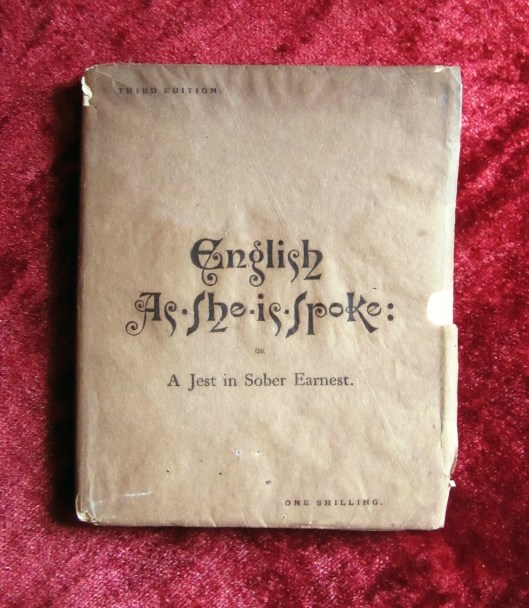 THIRD EDITION.
English
As·She·is·Spoke:
OR
A Jest in Sober Earnest.
ONE SHILLING.